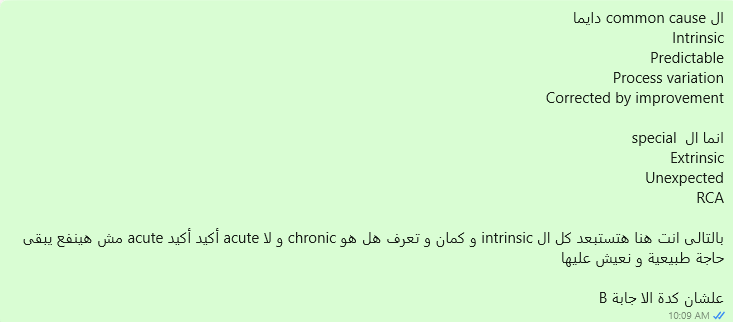 ال common cause دايما
Intrinsic
Predictable
Process variation
Corrected by improvement
انما ال special
Extrinsic
Unexpected
RCA
بالتالى انت هنا هتستبعد كل ال intrinsic و كمان و تعرف هل هو chronic و لا acute أكيد أكيد acute مش هينفع يبقى
حاجة طبيعية و نعيش عليها
علشان كدة الا جابة B
10:09 AM